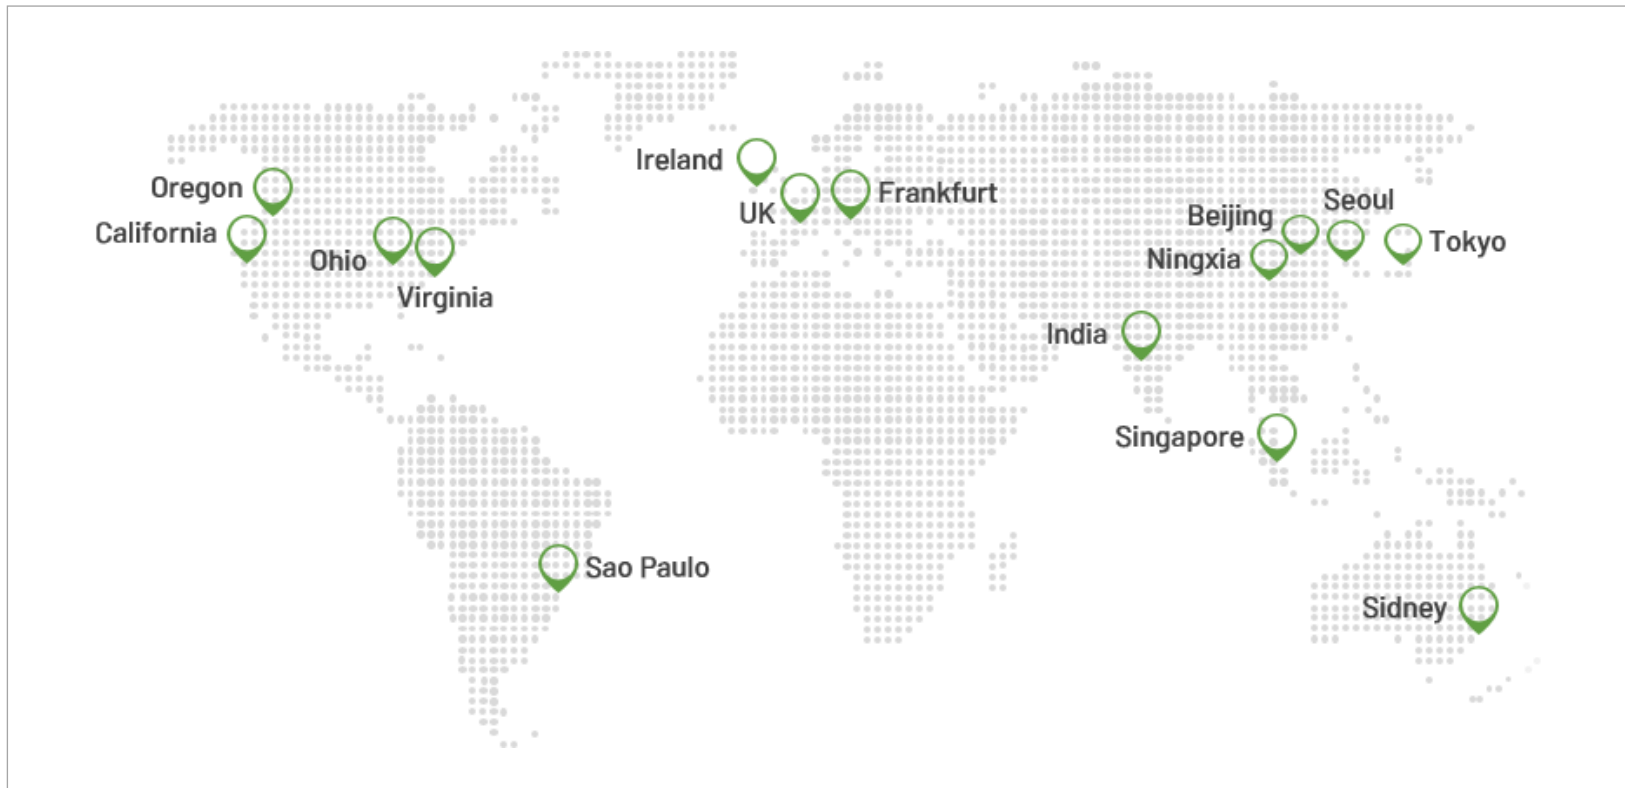 Ireland
Oregon
Frankfurt
Seoul
UK
Beijing
California
Tokyo
Ohio
Ningxia
Virginia
India
Singapore
Sao Paulo
Sidney